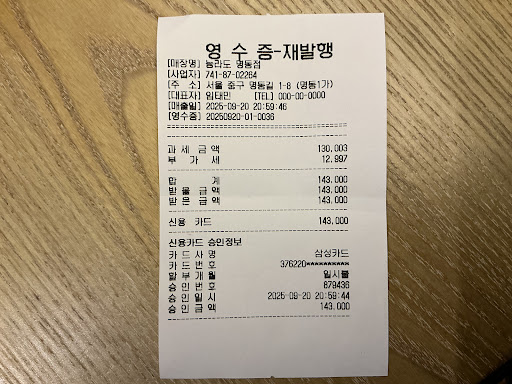 영 수 증-재발행
[매장명] 능라도 명동점
[사업자] 741-87-02264
[주 소] 서울 중구 명동길 1-8 (명동1가)
[대표자] 임태민 [TEL] 000-00-0000
[매출일] 2025-09-20 20:59:46
[영수증] 20250920-01-0036
과 세 금 액 130,003
부 가 세 12,997
합 계 143,000
받 을 금 액 143,000
받 은 금 액 143,000
신용 카드 143,000
신용카드 승인정보
카 드 사 명 삼성카드
카 드 번 호 376220**********
할 부 개 월 일시불
승 인 번 호 879436
승 인 일 시 2025-09-20 20:59:44
승 인 금 액 143,000